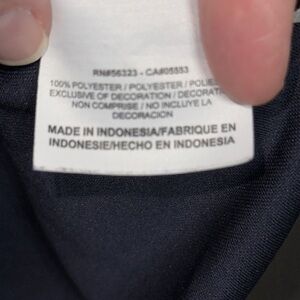 RN#56323 - CA#05553
100% POLYESTER / POLYESTER / POLIES
EXCLUSIVE OF DECORATION / DECORAT
NON COMPRISE / NO INCLUYE LA
DECORACION
MADE IN INDONESIA/FABRIQUE EN
INDONESIE/HECHO EN INDONESIA